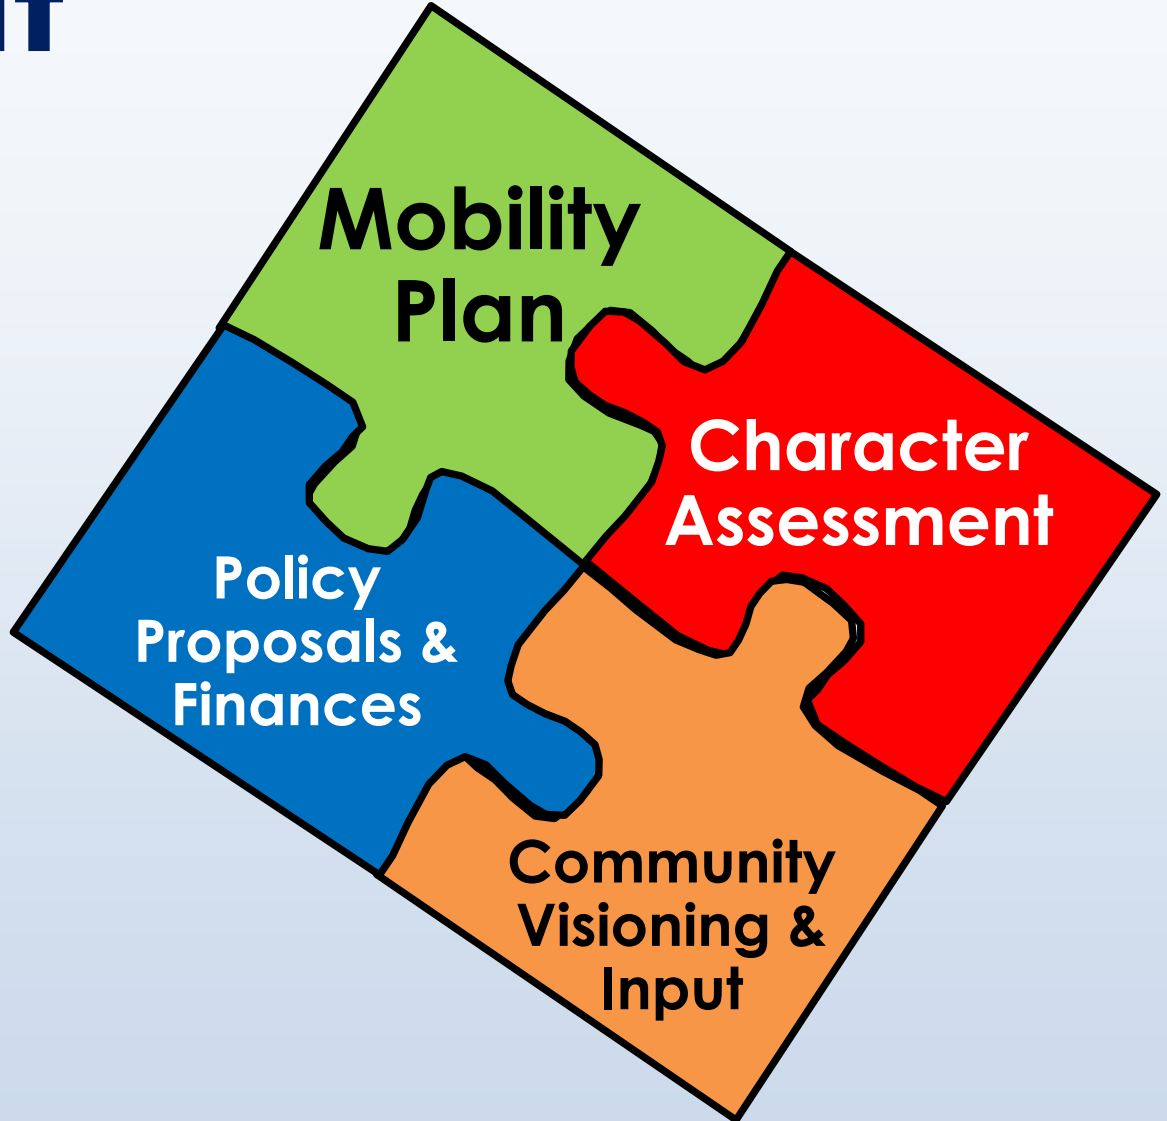 Mobility
Plan
Character
Assessment
Policy
Proposals &
Finances
Community
Visioning &
Input